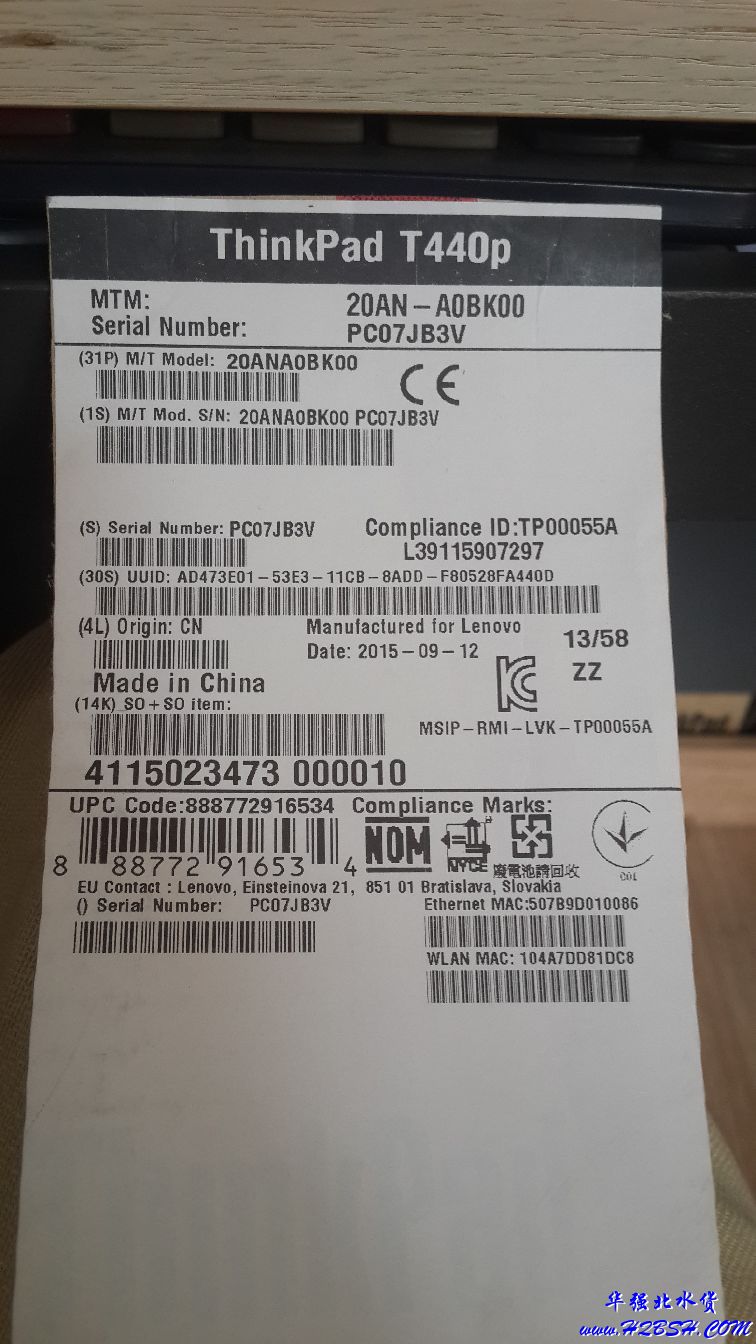 ThinkPad T440p
MTM: 20AN-A0BK00
Serial Number: PC07JB3V
(31P) M/T Model: 20ANA0BK00
CE
(1S) M/T Mod. S/N: 20ANA0BK00 PC07JB3V
(S) Serial Number: PC07JB3V Compliance ID:TP00055A
L39115907297
(30S) UUID: AD473E01-53E3-11CB-8ADD-F80528FA440D
(4L) Origin: CN Manufactured for Lenovo 13/58
Date: 2015-09-12 ZZ
Made in China
(14K) SO+SO item:
MSIP-RMI-LVK-TP00055A
4115023473 000010
UPC Code:888772916534 Compliance Marks:
NOM
NYCE
廢電池請回收
001
8 88772 91653 4
EU Contact : Lenovo, Einsteinova 21, 851 01 Bratislava, Slovakia
() Serial Number: PC07JB3V Ethernet MAC:507B9D010086
WLAN MAC: 104A7DD81DC8
华强北水货
www.H2BSH.COM